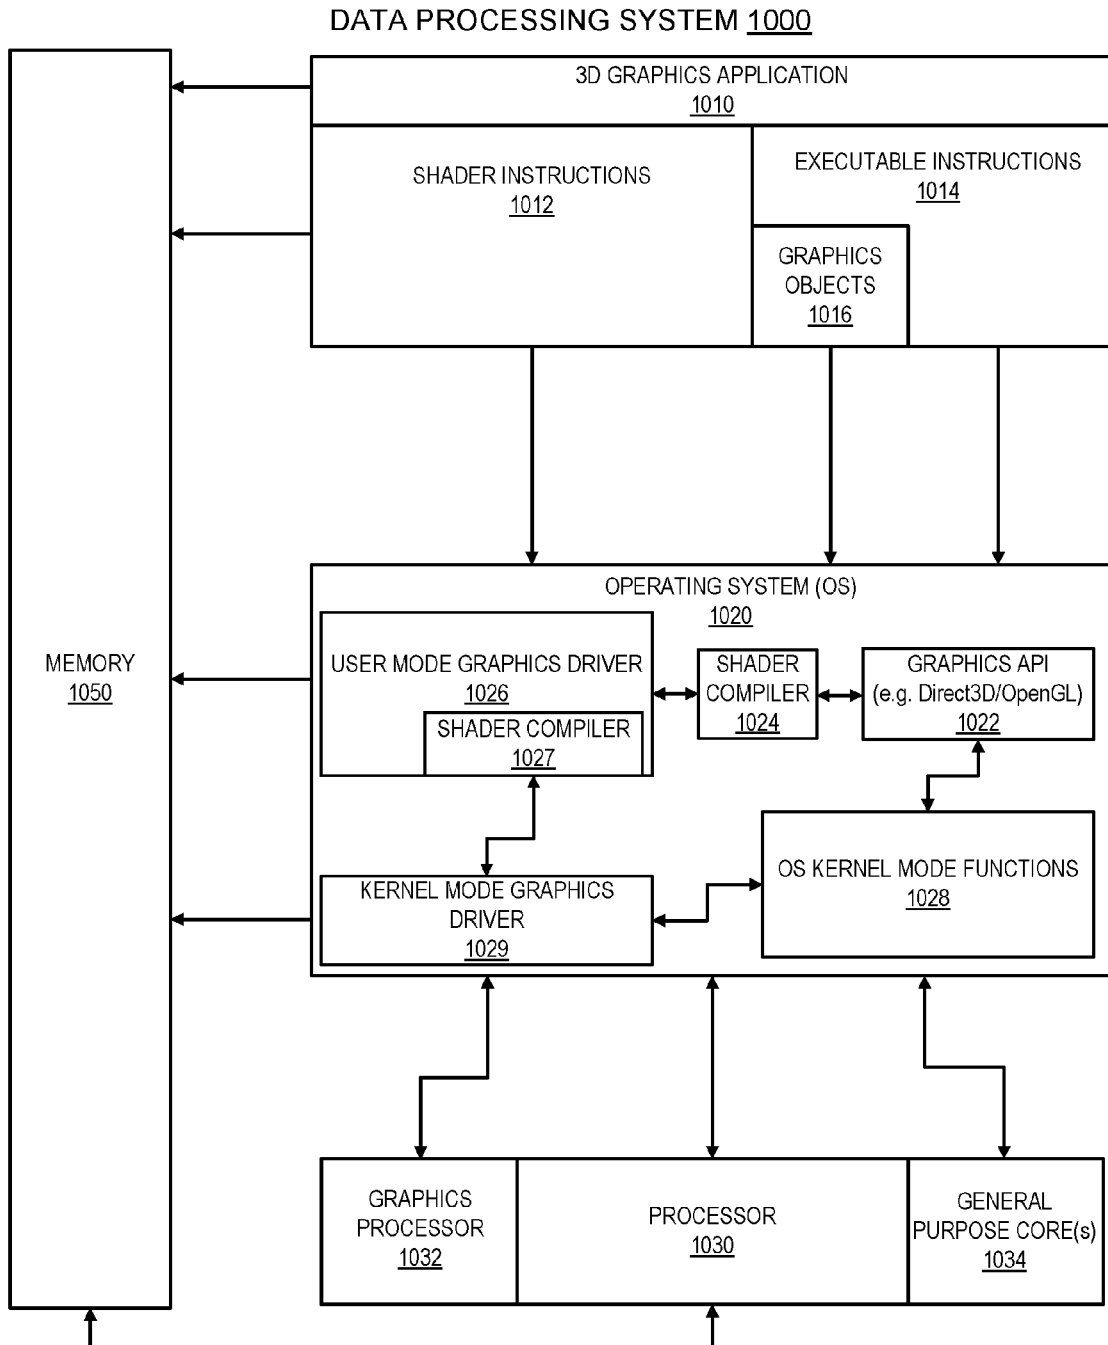 DATA PROCESSING SYSTEM 1000
3D GRAPHICS APPLICATION
1010
SHADER INSTRUCTIONS
1012
EXECUTABLE INSTRUCTIONS
1014
GRAPHICS
OBJECTS
1016
OPERATING SYSTEM (OS)
1020
USER MODE GRAPHICS DRIVER
1026
SHADER COMPILER
1027
SHADER
COMPILER
1024
GRAPHICS API
(e.g. Direct3D/OpenGL)
1022
MEMORY
1050
OS KERNEL MODE FUNCTIONS
1028
KERNEL MODE GRAPHICS
DRIVER
1029
GRAPHICS
PROCESSOR
1032
PROCESSOR
1030
GENERAL
PURPOSE CORE(s)
1034